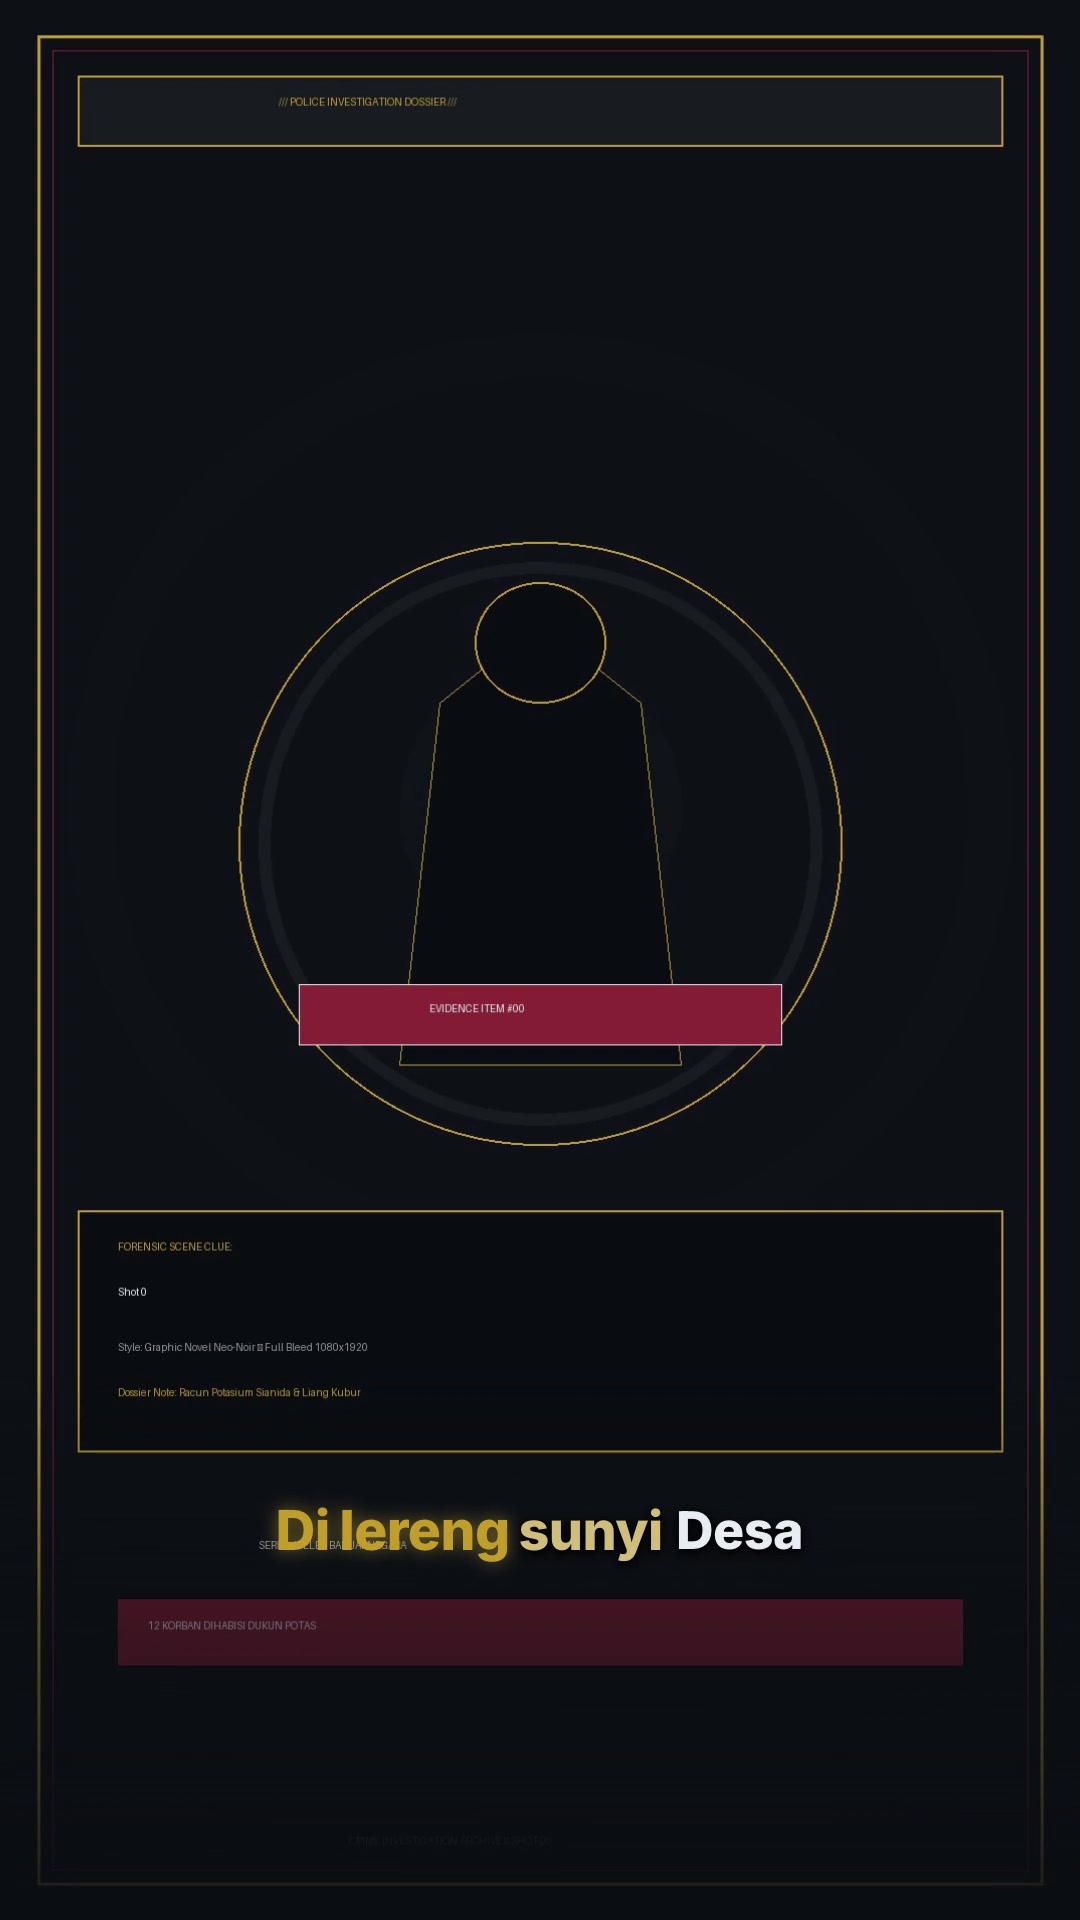 /// POLICE INVESTIGATION DOSSIER ///
EVIDENCE ITEM #00
FORENSIC SCENE CLUE:
Shot 0
Style: Graphic Novel Neo-Noir Full Bleed 1080x1920
Dossier Note: Racun Potasium Sianida & Liang Kubur
Di lereng sunyi Desa
12 KORBAN DIHABISI DUKUN POTAS